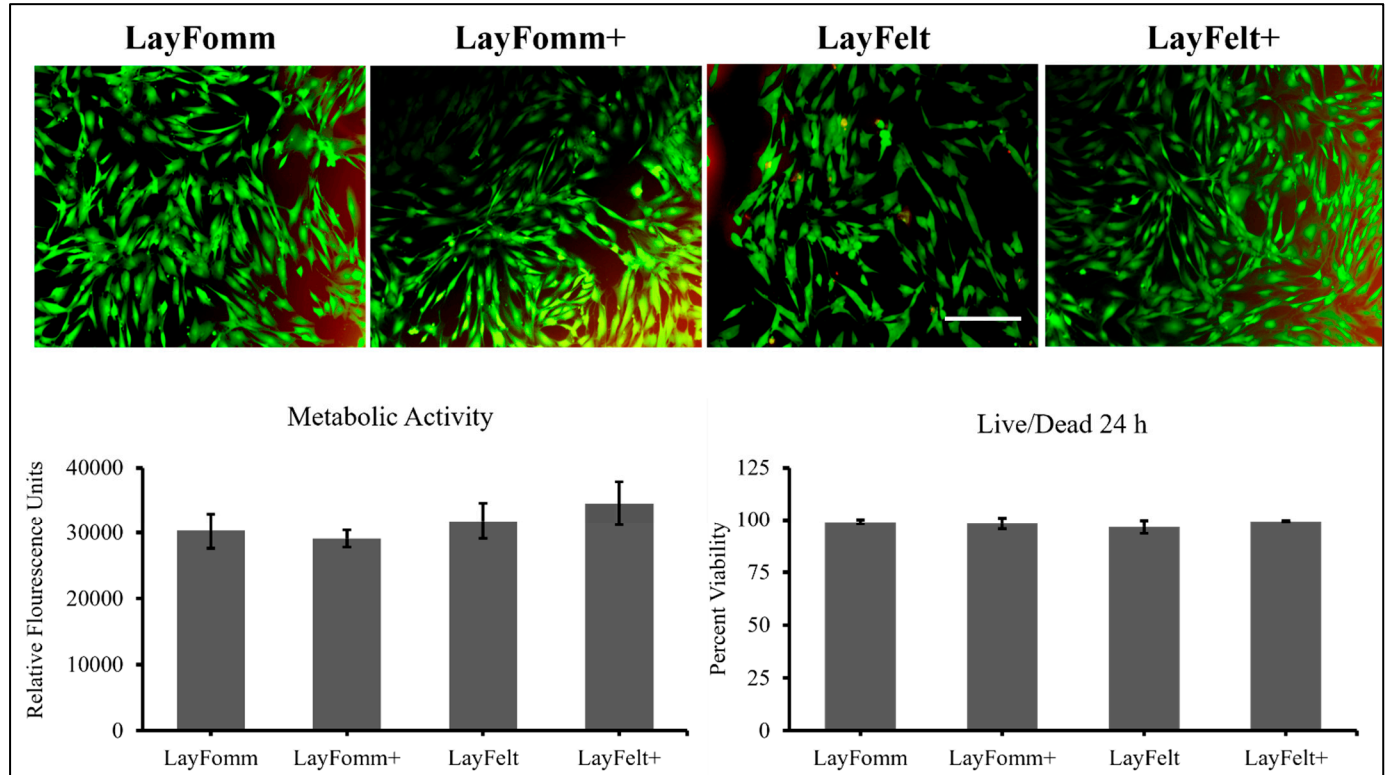 LayFomm LayFomm+ LayFelt LayFelt+
Metabolic Activity
Relative Flourescence Units
40000
30000
20000
10000
0
LayFomm LayFomm+ LayFelt LayFelt+
Live/Dead 24 h
Percent Viability
125
100
75
50
25
0
LayFomm LayFomm+ LayFelt LayFelt+